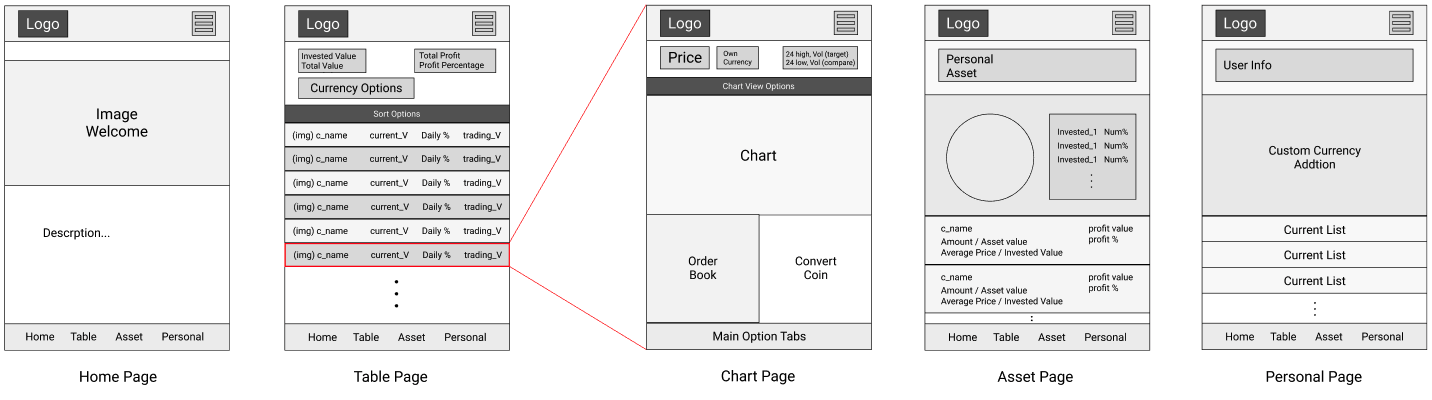 Logo
Image
Welcome
Descrption...
Home Table Asset Personal
Home Page
Logo
Invested Value
Total Value
Total Profit
Profit Percentage
Currency Options
Sort Options
(img) c_name current_V Daily % trading_V
(img) c_name current_V Daily % trading_V
(img) c_name current_V Daily % trading_V
(img) c_name current_V Daily % trading_V
(img) c_name current_V Daily % trading_V
(img) c_name current_V Daily % trading_V
Home Table Asset Personal
Table Page
Logo
Price
Own
Currency
24 high, Vol (target)
24 low, Vol (compare)
Chart View Options
Chart
Order
Book
Convert
Coin
Main Option Tabs
Chart Page
Logo
Personal
Asset
Invested_1 Num%
Invested_1 Num%
Invested_1 Num%
c_name profit value
Amount / Asset value profit %
Average Price / Invested Value
c_name profit value
Amount / Asset value profit %
Average Price / Invested Value
Home Table Asset Personal
Asset Page
Logo
User Info
Custom Currency
Addtion
Current List
Current List
Current List
Home Table Asset Personal
Personal Page